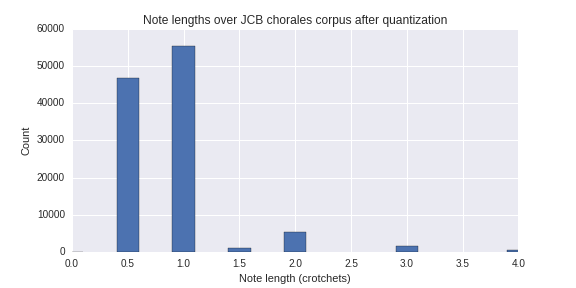 Note lengths over JCB chorales corpus after quantization
60000
50000
40000
30000
20000
10000
0
Count
0.0 0.5 1.0 1.5 2.0 2.5 3.0 3.5 4.0
Note length (crotchets)